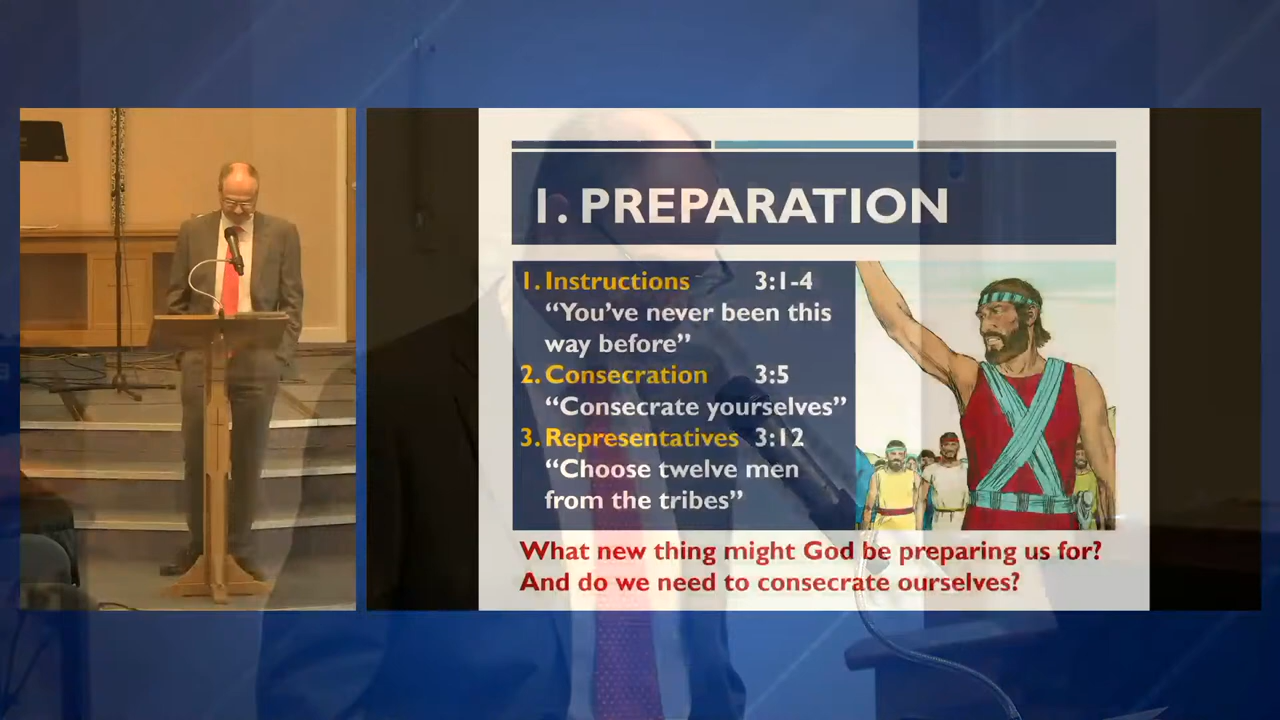 1. PREPARATION
1. Instructions 3:1-4
“You’ve never been this
way before”
2. Consecration 3:5
“Consecrate yourselves”
3. Representatives 3:12
“Choose twelve men
from the tribes”
What new thing might God be preparing us for?
And do we need to consecrate ourselves?